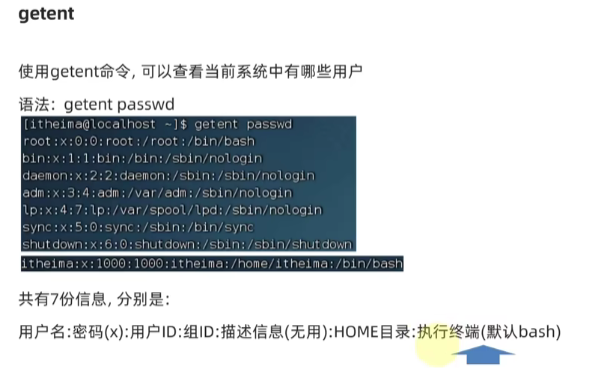 getent
使用getent命令, 可以查看当前系统中有哪些用户
语法: getent passwd
[itheima@localhost ~]$ getent passwd
root:x:0:0:root:/root:/bin/bash
bin:x:1:1:bin:/bin:/sbin/nologin
daemon:x:2:2:daemon:/sbin:/sbin/nologin
adm:x:3:4:adm:/var/adm:/sbin/nologin
lp:x:4:7:lp:/var/spool/lpd:/sbin/nologin
sync:x:5:0:sync:/sbin:/bin/sync
shutdown:x:6:0:shutdown:/sbin:/sbin/shutdown
itheima:x:1000:1000:itheima:/home/itheima:/bin/bash
共有7份信息, 分别是:
用户名:密码(x):用户ID:组ID:描述信息(无用):HOME目录:执行终端(默认bash)